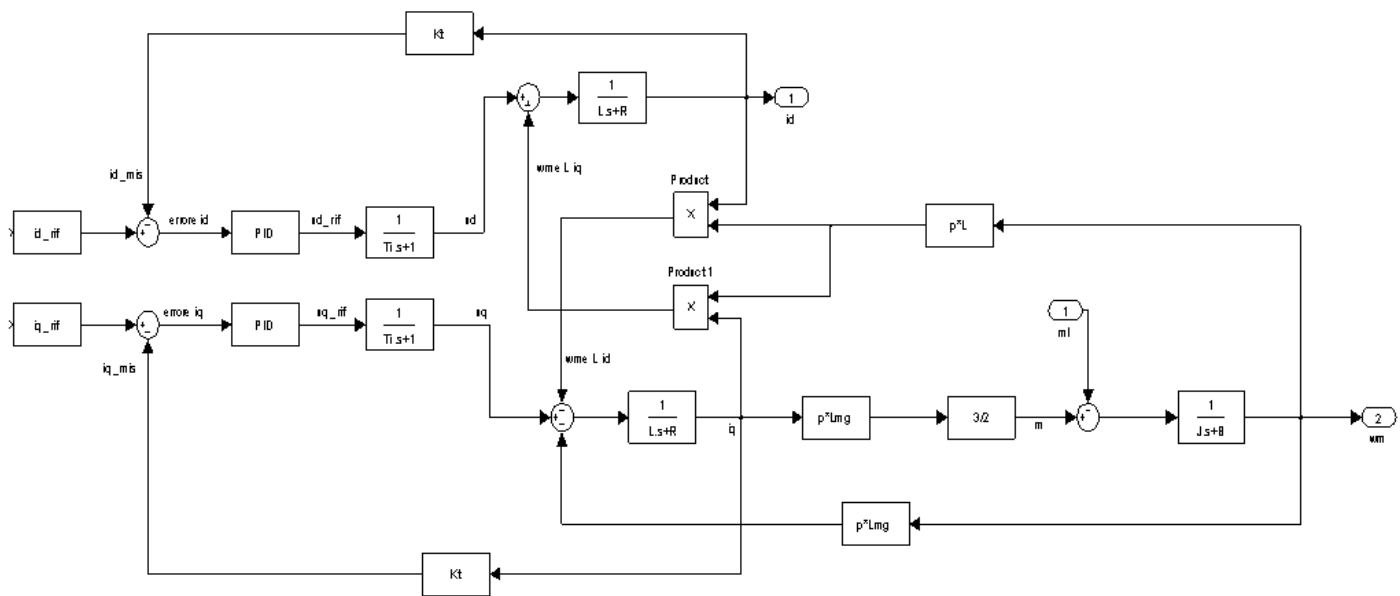 Kt
1
L.s+R
1
id
wme L iq
Product
X
id_mis
id_rif
errore id
PID
ud_rif
1
Ti.s+1
ud
p*L
Product1
X
iq_rif
errore iq
PID
uq_rif
1
Ti.s+1
uq
1
ml
iq_mis
wme L id
1
L.s+R
iq
p*Lmg
3/2
m
1
J.s+B
2
wm
p*Lmg
Kt